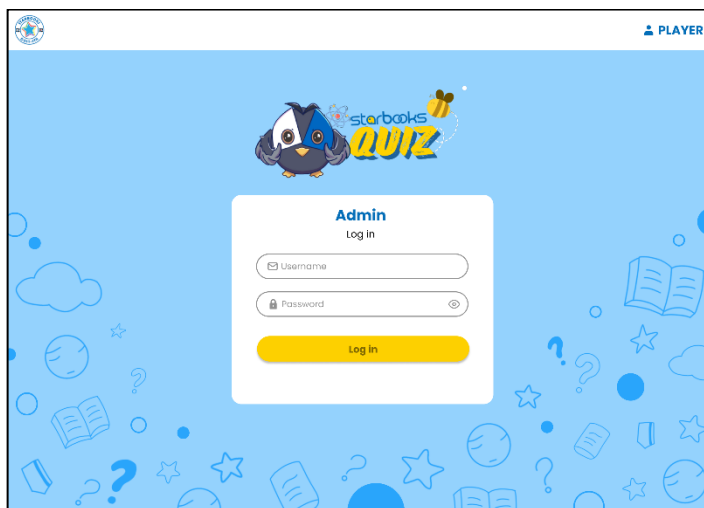 PLAYER
starbooks
QUIZ
Admin
Log in
Username
Password
Log in